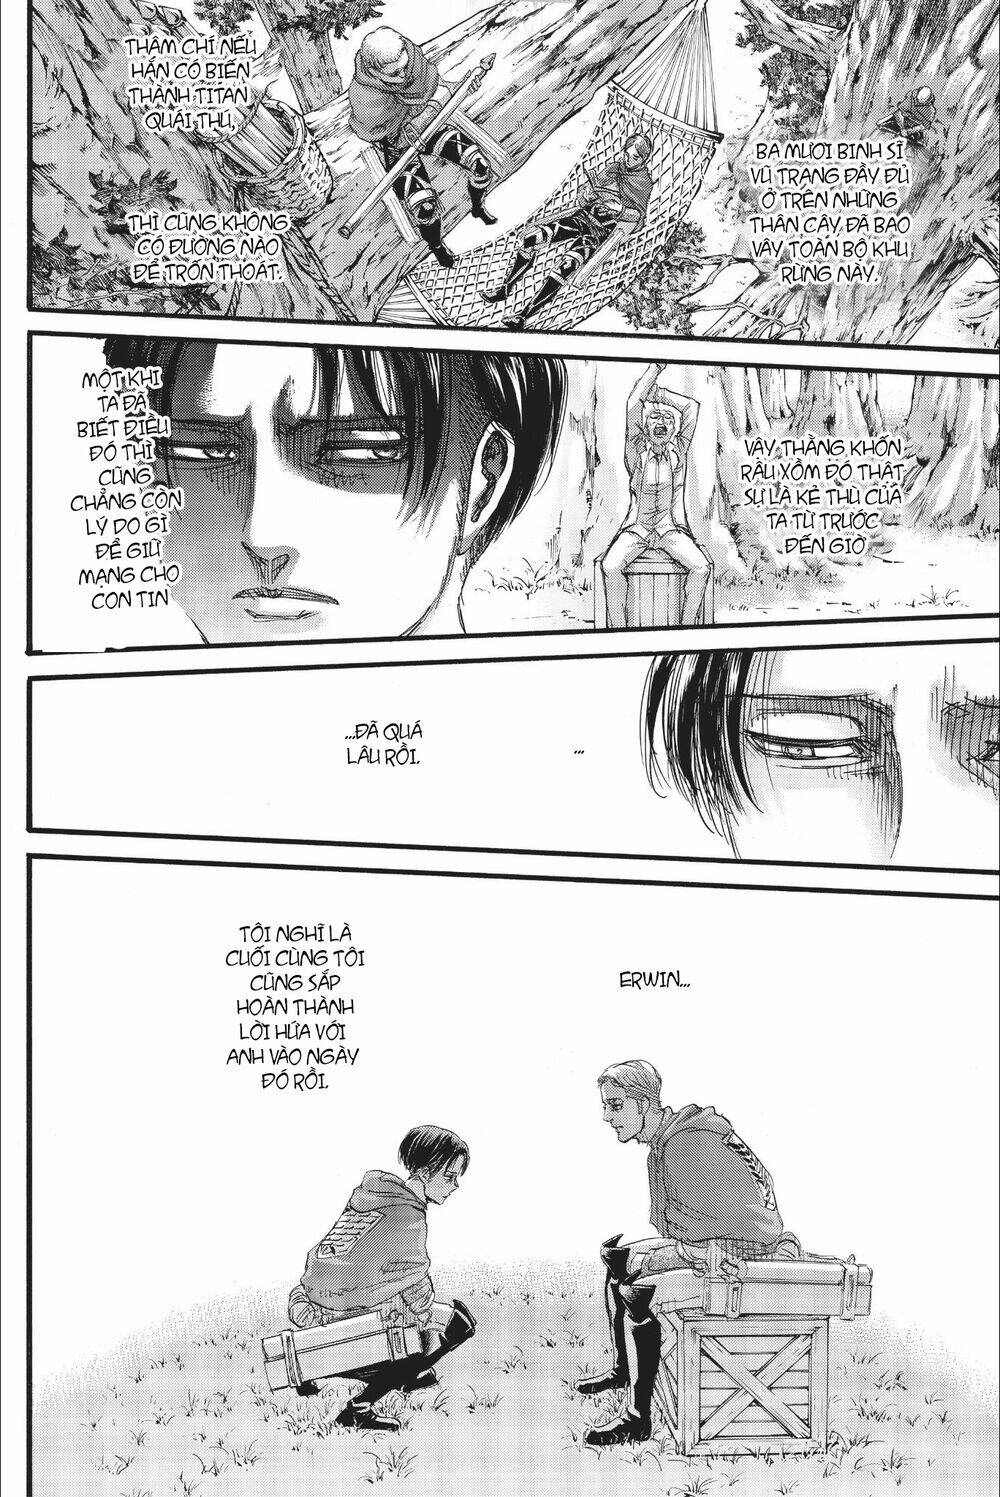 BA MƯƠI BINH SĨ
VŨ TRANG ĐẦY ĐỦ
Ở TRÊN NHỮNG
THÂN CÂY, ĐÃ BAO
VÂY TOÀN BỘ KHU
RỪNG NÀY.
THẬM CHÍ NẾU
HẮN CÓ BIẾN
THÀNH TITAN
QUÁI THÚ,
THÌ CŨNG KHÔNG
CÓ ĐƯỜNG NÀO
ĐỂ TRỐN THOÁT.
VẬY THẰNG KHỐN
RÂU XỒM ĐÓ THẬT
SỰ LÀ KẺ THÙ CỦA
TA TỪ TRƯỚC
ĐẾN GIỜ
MỘT KHI
TA ĐÃ
BIẾT ĐIỀU
ĐÓ THÌ
CŨNG
CHẲNG CÒN
LÝ DO GÌ
ĐỂ GIỮ
MẠNG CHO
CON TIN
...
...ĐÃ QUÁ
LÂU RỒI.
ERWIN...
TÔI NGHĨ LÀ
CUỐI CÙNG TÔI
CŨNG SẮP
HOÀN THÀNH
LỜI HỨA VỚI
ANH VÀO NGÀY
ĐÓ RỒI.